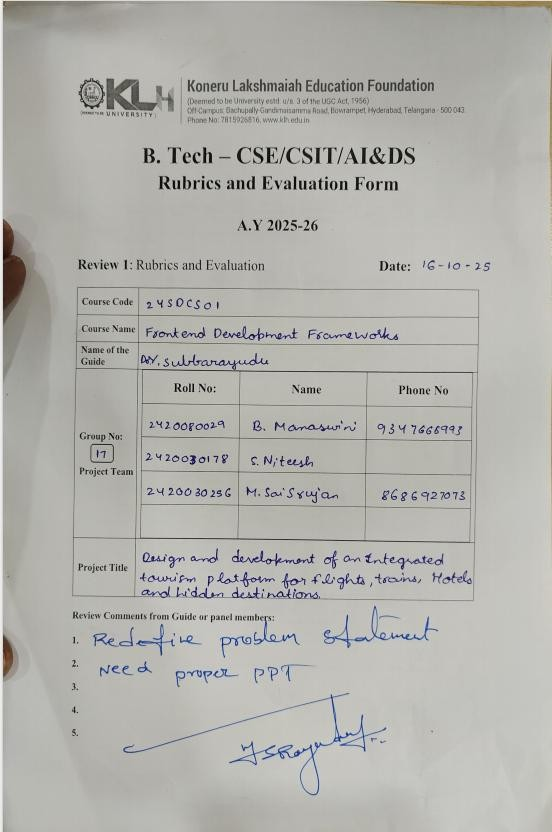 KLH
(DEEMED TO BE UNIVERSITY)
Koneru Lakshmaiah Education Foundation
(Deemed to be University estd. u/s. 3 of the UGC Act, 1956)
Off-Campus: Bachupally-Gandimaisamma Road, Bowrampet, Hyderabad, Telangana - 500 043.
Phone No: 7815926816, www.klh.edu.in
B. Tech – CSE/CSIT/AI&DS
Rubrics and Evaluation Form
A.Y 2025-26
Review 1: Rubrics and Evaluation Date: 16-10-25
Course Code 24SDCS01
Course Name Frontend Development Frameworks
Name of the
Guide Subbarayudu
Roll No: Name Phone No
2420080029 B. Manaswini 9347666993
Group No:
17
Project Team
2420030178 S. Niteesh
2420030256 M. Sai Srujan 8686927073
Project Title
Design and development of an Integrated
tourism platform for flights, trains, Hotels
and hidden destinations.
Review Comments from Guide or panel members:
1. Redefine problem statement
2. Need proper PPT
3.
4.
5.